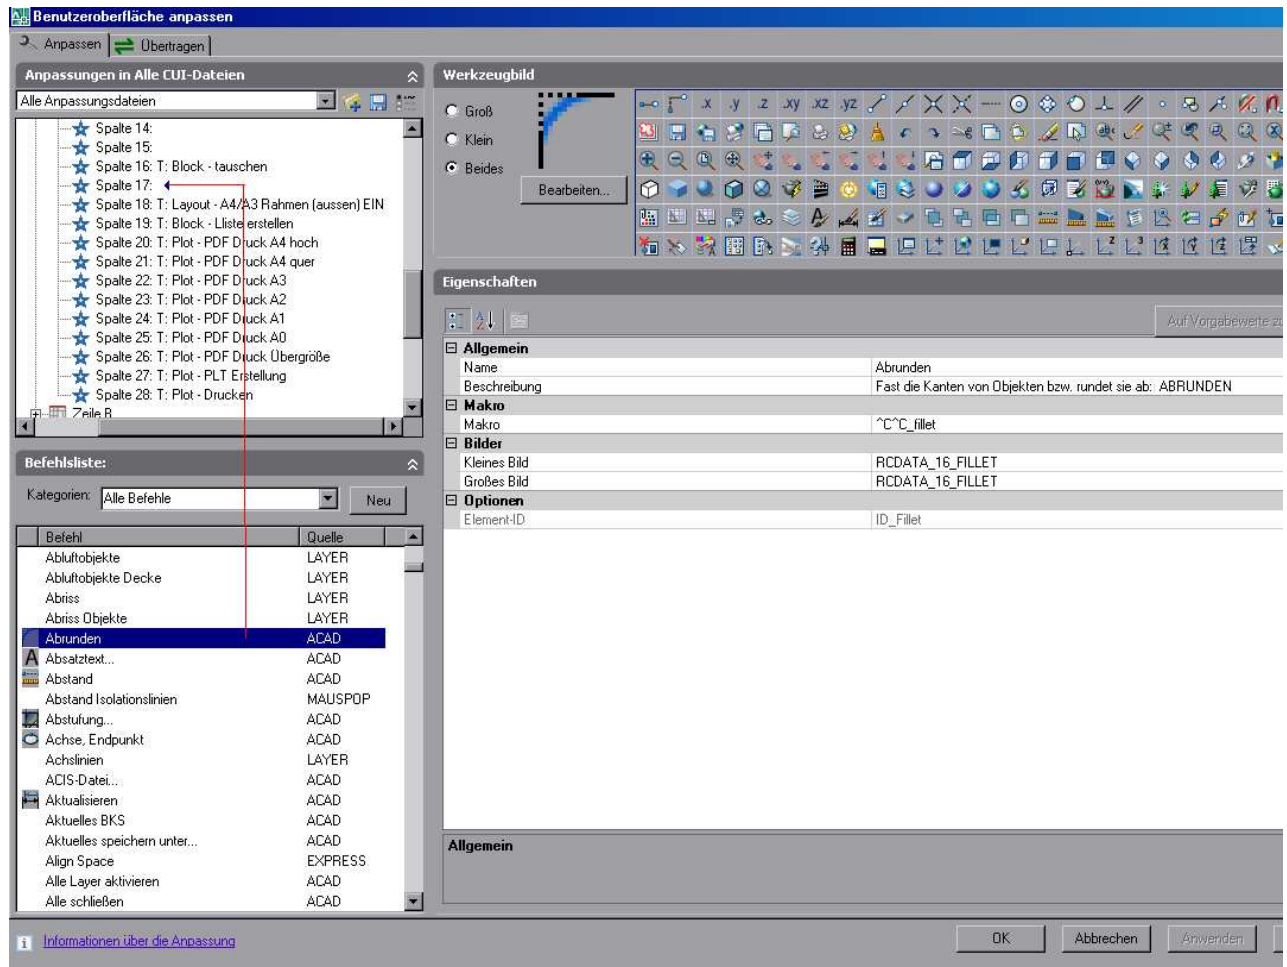 Benutzeroberfläche anpassen
Anpassen
Übertragen
Anpassungen in Alle CUI-Dateien
Alle Anpassungsdateien
Spalte 14:
Spalte 15:
Spalte 16: T: Block - tauschen
Spalte 17:
Spalte 18: T: Layout - A4/A3 Rahmen (aussen) EIN
Spalte 19: T: Block - Lliste erstellen
Spalte 20: T: Plot - PDF Druck A4 hoch
Spalte 21: T: Plot - PDF Druck A4 quer
Spalte 22: T: Plot - PDF Druck A3
Spalte 23: T: Plot - PDF Druck A2
Spalte 24: T: Plot - PDF Druck A1
Spalte 25: T: Plot - PDF Druck A0
Spalte 26: T: Plot - PDF Druck Übergröße
Spalte 27: T: Plot - PLT Erstellung
Spalte 28: T: Plot - Drucken
Zeile
Befehlsliste:
Kategorien: Alle Befehle
Neu
Befehl Quelle
Abluftobjekte LAYER
Abluftobjekte Decke LAYER
Abriss LAYER
Abriss Objekte LAYER
Abrunden ACAD
Absatztext... ACAD
Abstand ACAD
Abstand Isolationslinien MAUSPOP
Abstufung... ACAD
Achse, Endpunkt ACAD
Achslinien LAYER
ACIS-Datei... ACAD
Aktualisieren ACAD
Aktuelles BKS ACAD
Aktuelles speichern unter... ACAD
Align Space EXPRESS
Alle Layer aktivieren ACAD
Alle schließen ACAD
Werkzeugbild
Groß
Klein
Beides
Bearbeiten...
.X .y .Z .XY .XZ .YZ
Eigenschaften
Auf Vorgabewerte
Allgemein
Name Abrunden
Beschreibung Fast die Kanten von Objekten bzw. rundet sie ab: ABRUNDEN
Makro
Makro ^C^C_fillet
Bilder
Kleines Bild RCDATA_16_FILLET
Großes Bild RCDATA_16_FILLET
Optionen
Element-ID ID_Fillet
Allgemein
Informationen über die Anpassung
OK
Abbrechen
Anwenden